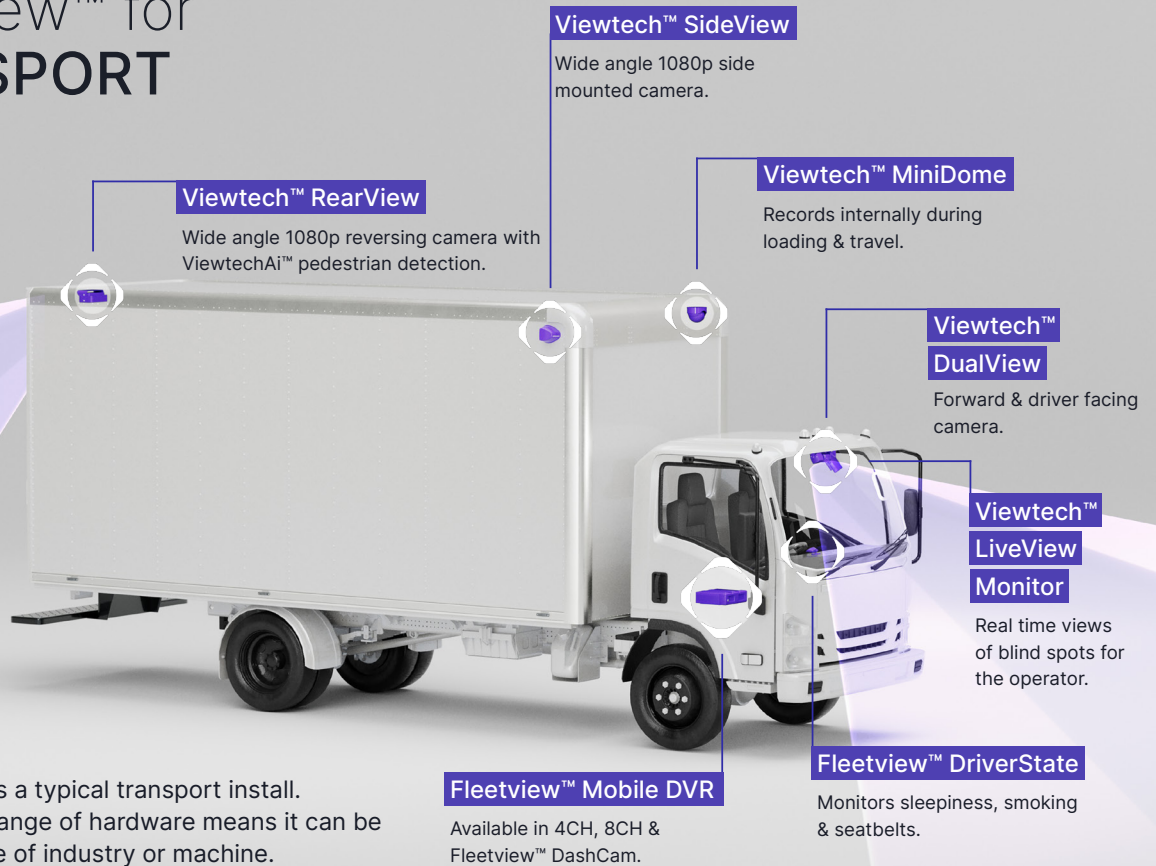 for
Viewtech™ SideView
Wide angle 1080p side
mounted camera.
Viewtech™ MiniDome
Records internally during
loading & travel.
Viewtech™ RearView
Wide angle 1080p reversing camera with
ViewtechAi™ pedestrian detection.
Viewtech™
DualView
Forward & driver facing
camera.
Viewtech™
LiveView
Monitor
Real time views
of blind spots for
the operator.
Fleetview™ DriverState
Monitors sleepiness, smoking
& seatbelts.
Fleetview™ Mobile DVR
Available in 4CH, 8CH &
Fleetview™ DashCam.
a typical transport install.
of hardware means it can be
of industry or machine.